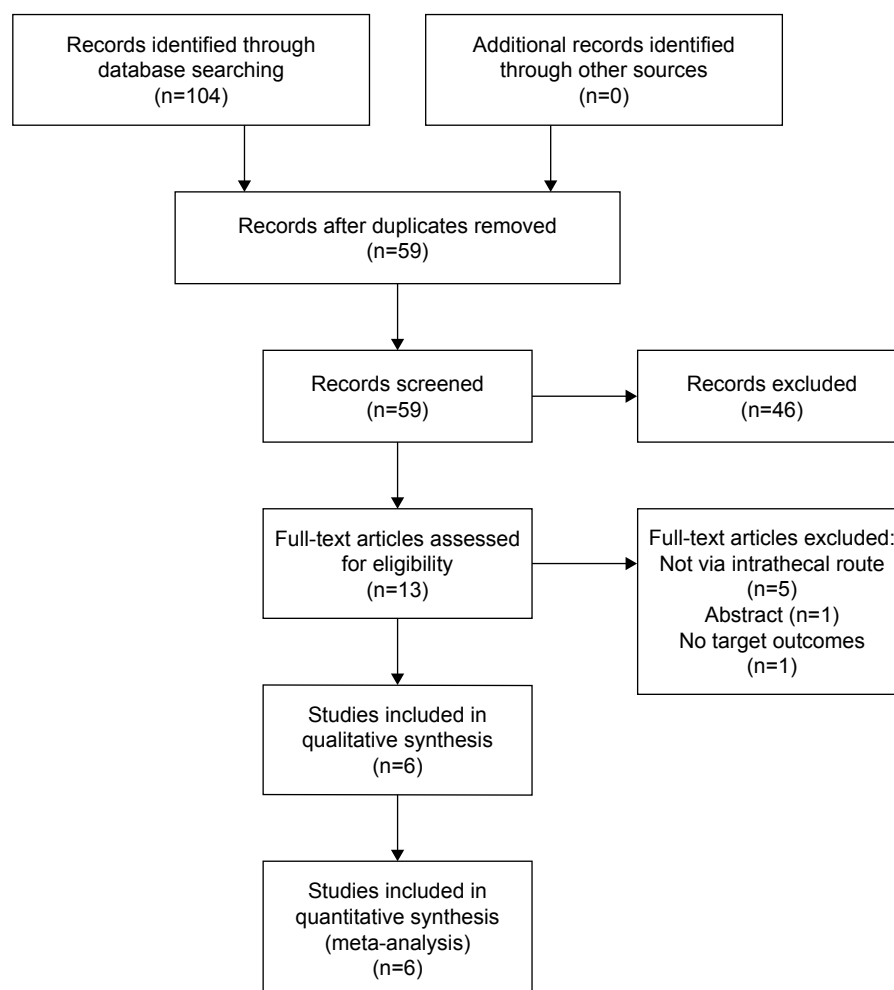 Records identified through
database searching
(n=104)
Additional records identified
through other sources
(n=0)
Records after duplicates removed
(n=59)
Records screened
(n=59)
Records excluded
(n=46)
Full-text articles assessed
for eligibility
(n=13)
Full-text articles excluded:
Not via intrathecal route
(n=5)
Abstract (n=1)
No target outcomes
(n=1)
Studies included in
qualitative synthesis
(n=6)
Studies included in
quantitative synthesis
(meta-analysis)
(n=6)